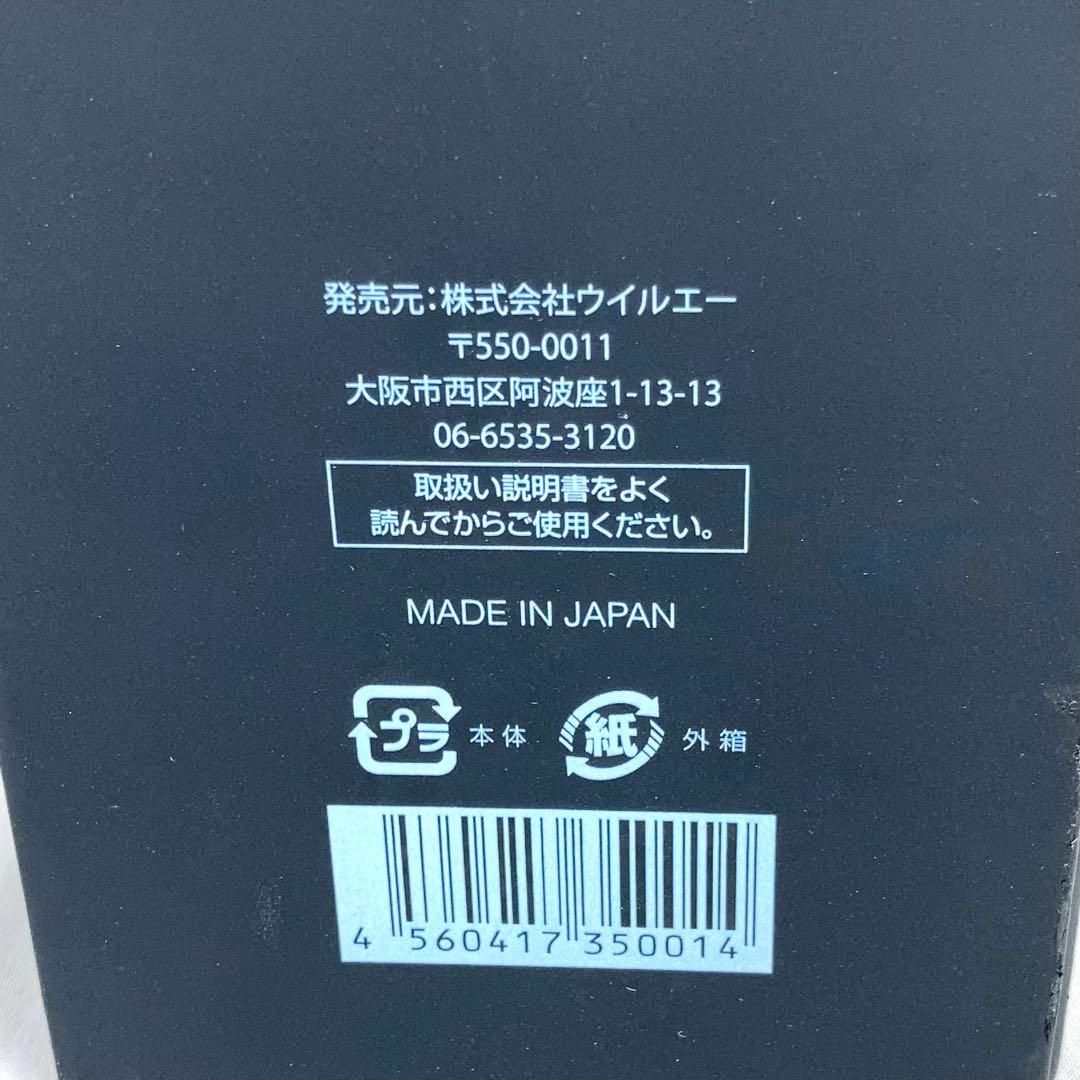 発売元：株式会社ウイルエー
〒550-0011
大阪市西区阿波座1-13-13
06-6535-3120
取扱い説明書をよく
読んでからご使用ください。
MADE IN JAPAN
プラ 本体 紙 外箱
4 560417 350014